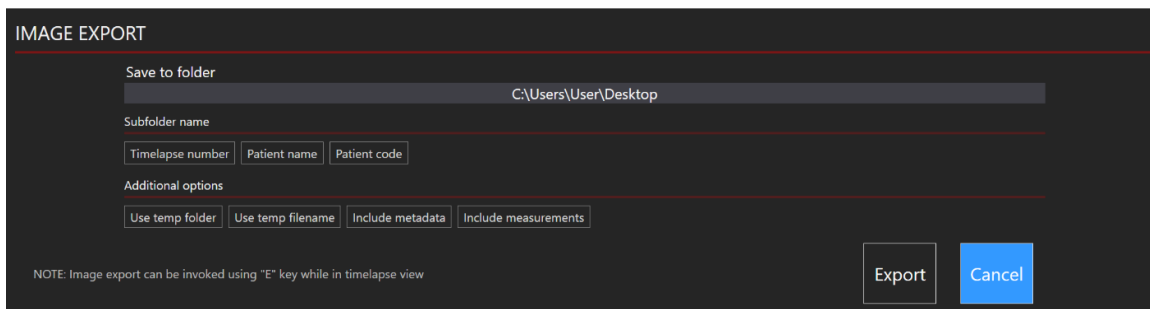 IMAGE EXPORT
Save to folder
C:\Users\User\Desktop
Subfolder name
Timelapse number Patient name Patient code
Additional options
Use temp folder Use temp filename Include metadata Include measurements
NOTE: Image export can be invoked using "E" key while in timelapse view
Export Cancel